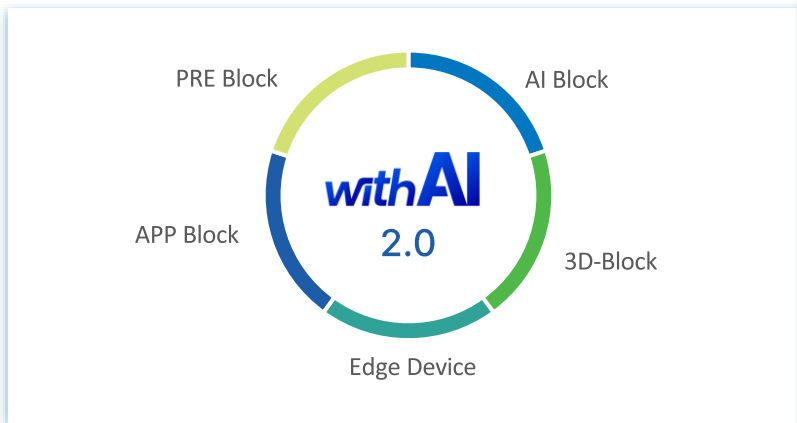 PRE Block
AI Block
withAI
2.0
APP Block
3D-Block
Edge Device